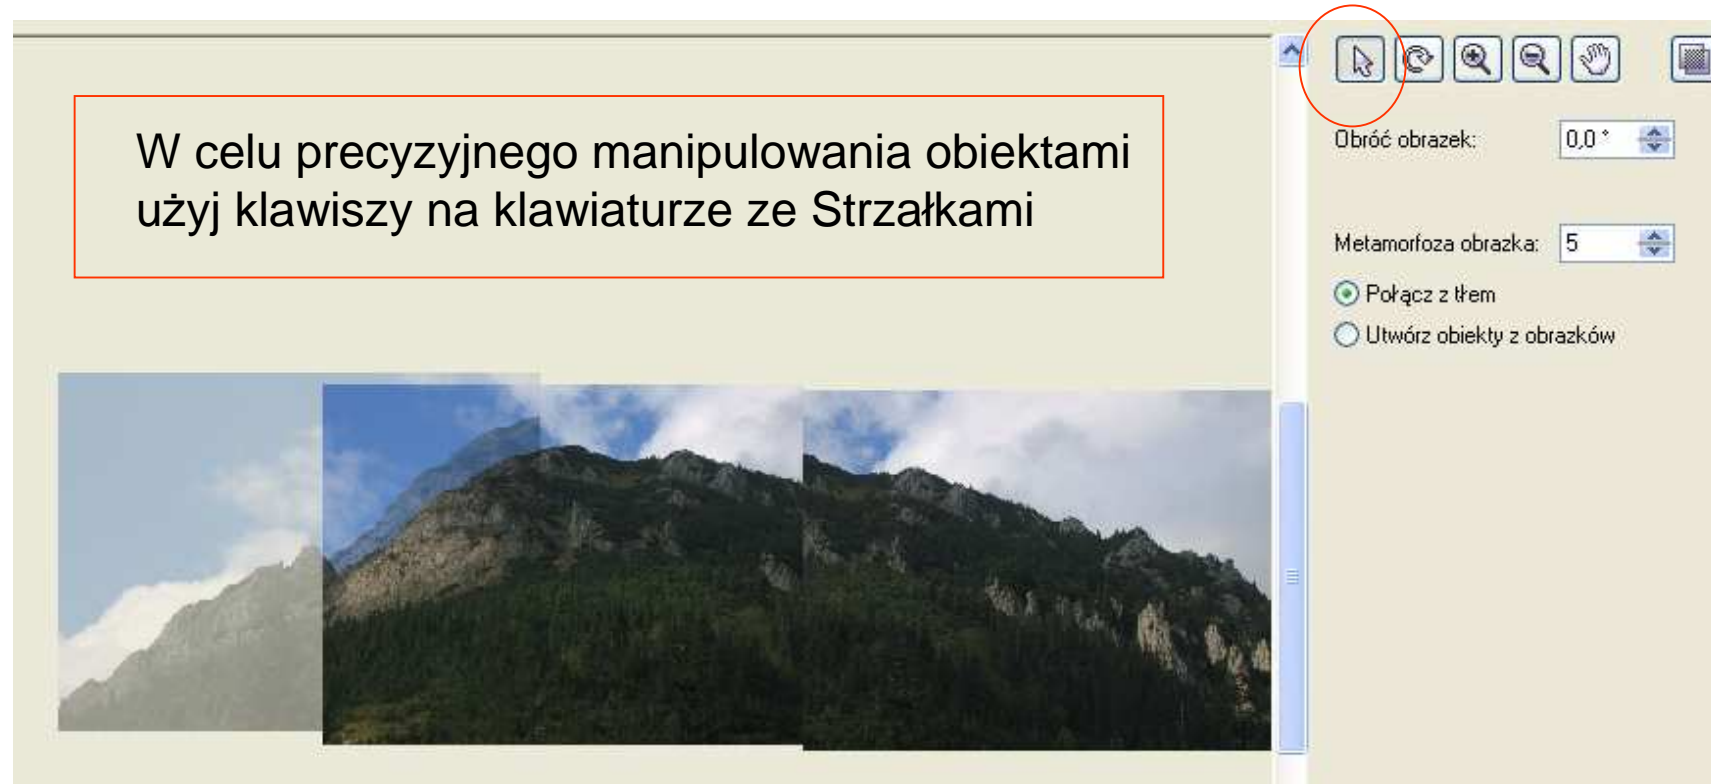 W celu precyzyjnego manipulowania obiektami
użyj klawiszy na klawiaturze ze Strzałkami
Obróć obrazek: 0,0 °
Metamorfoza obrazka: 5
Połącz z tłem
Utwórz obiekty z obrazków